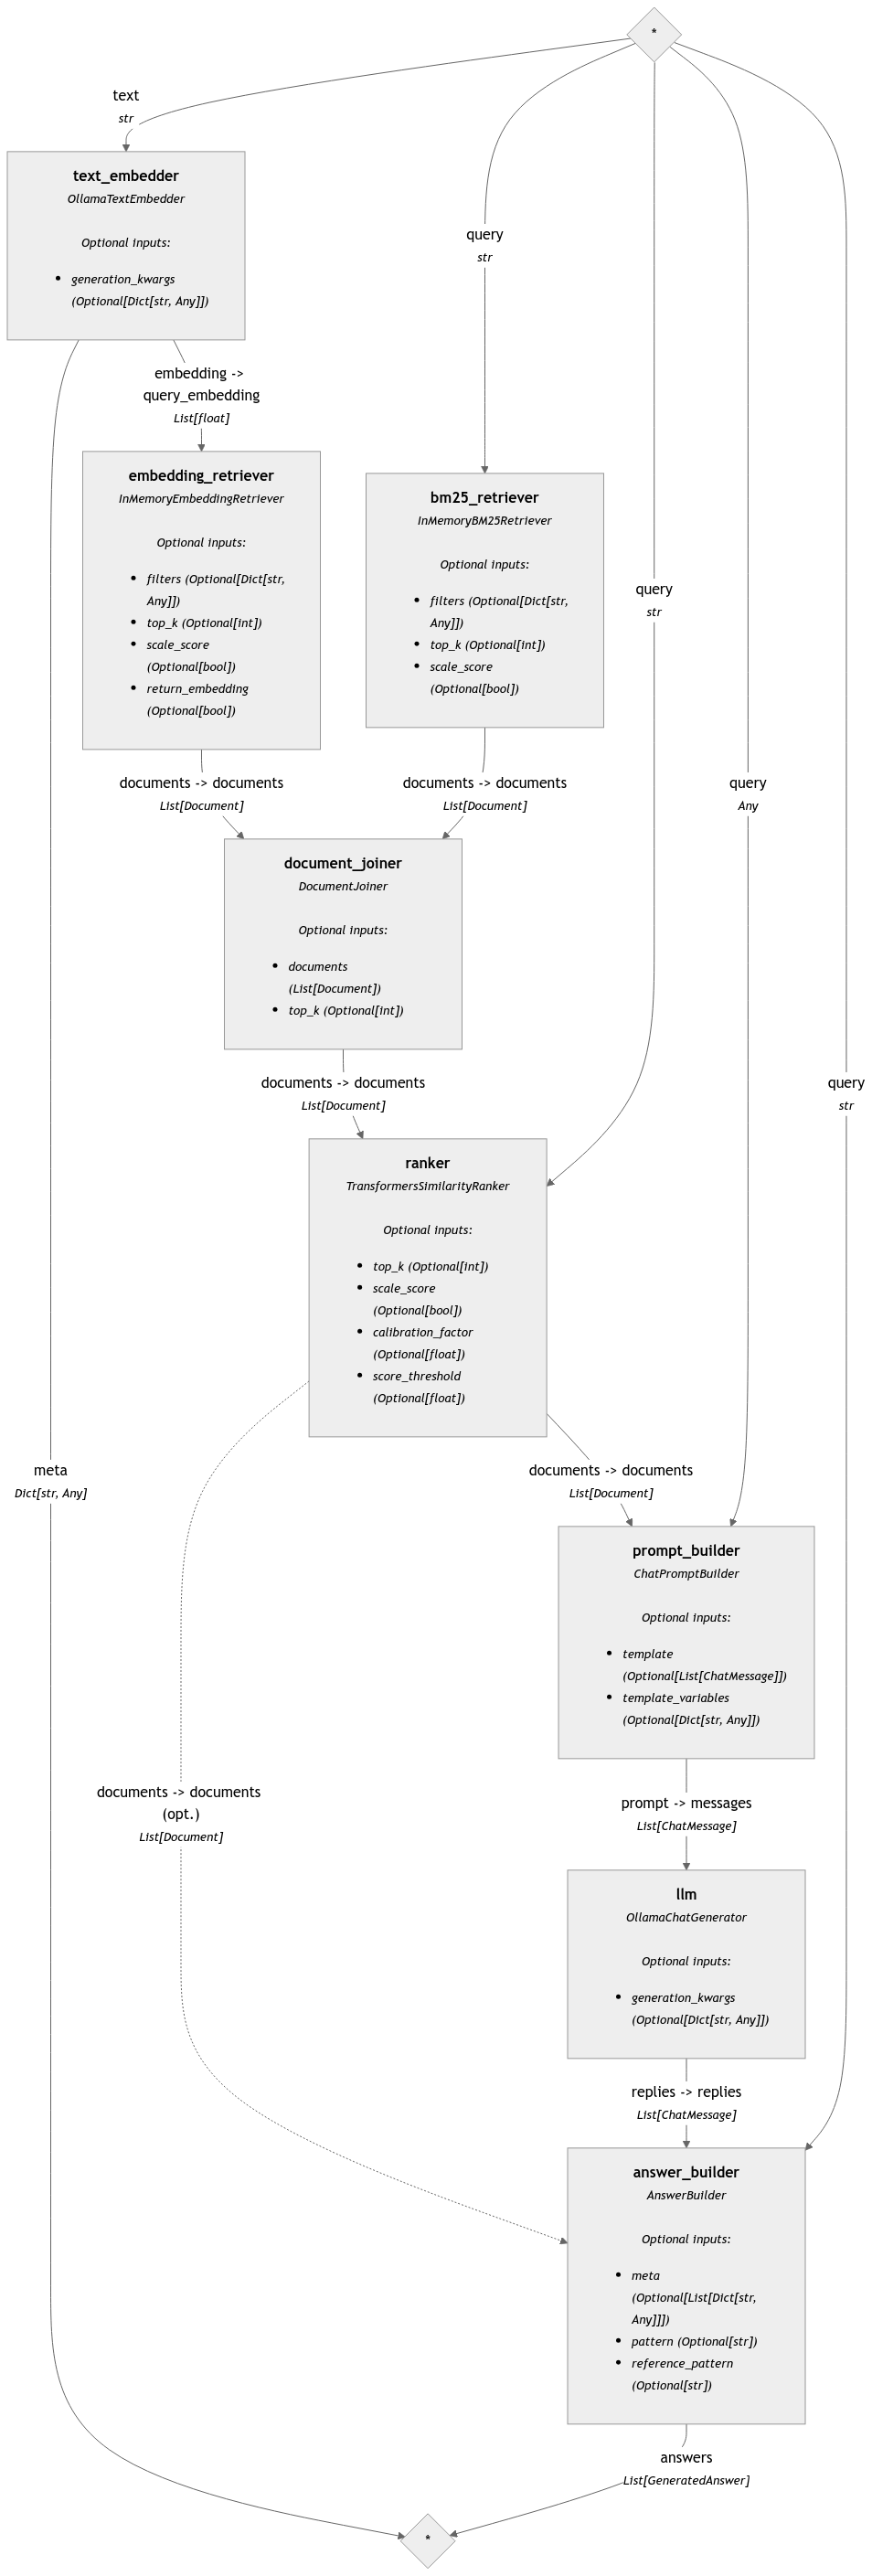 *
text
str
text_embedder
OllamaTextEmbedder
Optional inputs:
• generation_kwargs
(Optional[Dict[str, Any]])
query
str
embedding ->
query_embedding
List[float]
embedding_retriever
InMemoryEmbeddingRetriever
Optional inputs:
• filters (Optional[Dict[str,
Any]])
• top_k (Optional[int])
• scale_score
(Optional[bool])
• return_embedding
(Optional[bool])
bm25_retriever
InMemoryBM25Retriever
Optional inputs:
• filters (Optional[Dict[str,
Any]])
• top_k (Optional[int])
• scale_score
(Optional[bool])
query
str
documents -> documents
List[Document]
documents -> documents
List[Document]
query
Any
document_joiner
DocumentJoiner
Optional inputs:
• documents
(List[Document])
• top_k (Optional[int])
documents -> documents
List[Document]
query
str
ranker
TransformersSimilarityRanker
Optional inputs:
• top_k (Optional[int])
• scale_score
(Optional[bool])
• calibration_factor
(Optional[float])
• score_threshold
(Optional[float])
meta
Dict[str, Any]
documents -> documents
List[Document]
prompt_builder
ChatPromptBuilder
Optional inputs:
• template
(Optional[List[ChatMessage]])
• template_variables
(Optional[Dict[str, Any]])
documents -> documents
(opt.)
List[Document]
prompt -> messages
List[ChatMessage]
llm
OllamaChatGenerator
Optional inputs:
• generation_kwargs
(Optional[Dict[str, Any]])
replies -> replies
List[ChatMessage]
answer_builder
AnswerBuilder
Optional inputs:
• meta
(Optional[List[Dict[str,
Any]]])
• pattern (Optional[str])
• reference_pattern
(Optional[str])
answers
List[GeneratedAnswer]
*